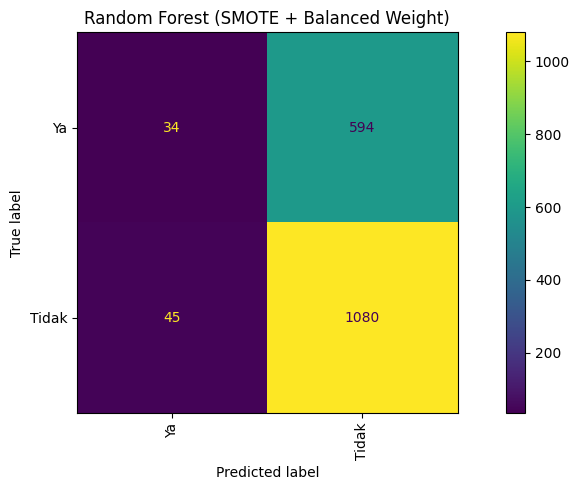 Random Forest (SMOTE + Balanced Weight)
True label
Ya
34
594
Tidak
45
1080
Ya
Tidak
Predicted label
1000
800
600
400
200